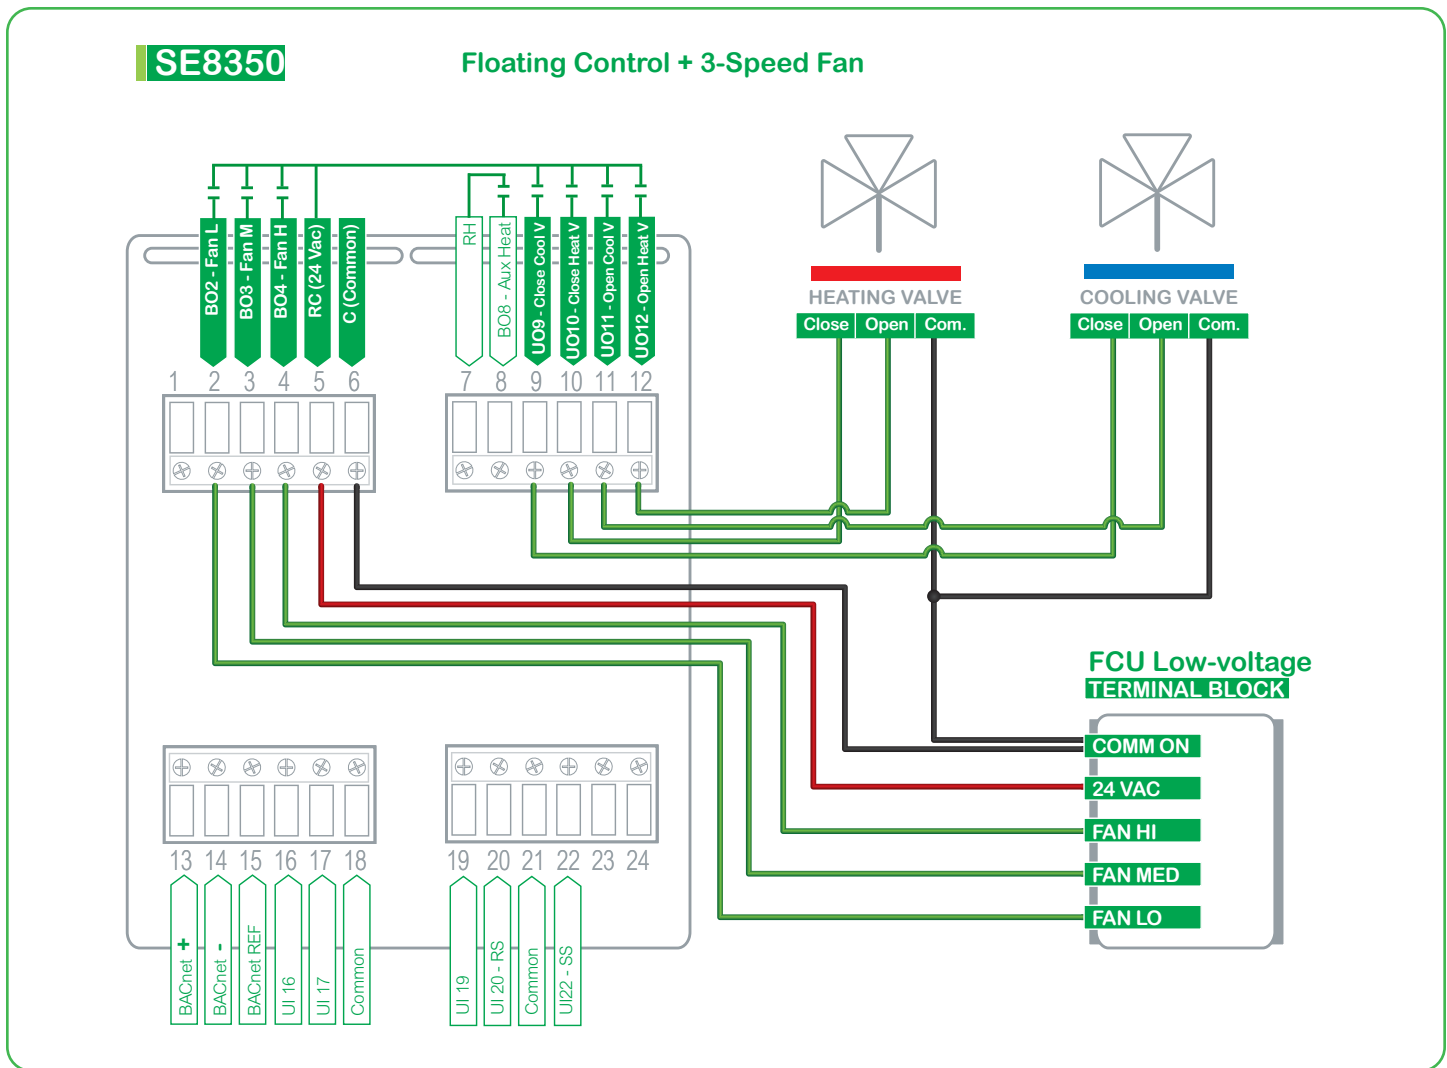 SE8350
Floating Control + 3-Speed Fan
BO2 - Fan L
BO3 - Fan M
BO4 - Fan H
RC (24 Vac)
C (Common)
RH
BO8 - Aux Heat
UO9 - Close Cool V
UO10 - Close Heat V
UO11 - Open Cool V
UO12 - Open Heat V
1 2 3 4 5 6
7 8 9 10 11 12
HEATING VALVE
Close Open Com.
COOLING VALVE
Close Open Com.
FCU Low-voltage
TERMINAL BLOCK
COMM ON
24 VAC
FAN HI
FAN MED
FAN LO
13 14 15 16 17 18
19 20 21 22 23 24
BACnet +
BACnet -
BACnet REF
UI 16
UI 17
Common
UI 19
UI 20 - RS
Common
UI22 - SS